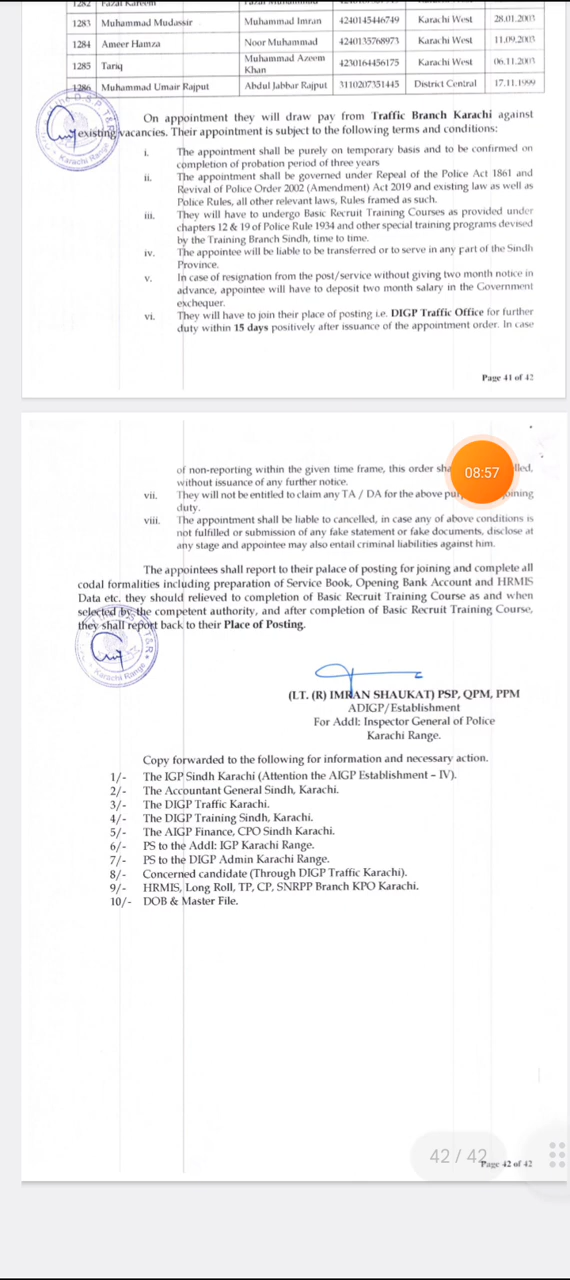 1282 Fazal Kareem
1283 Muhammad Mudassir Muhammad Imran 4240145446749 Karachi West 28.01.2003
1284 Ameer Hamza Noor Muhammad 4240135768973 Karachi West 11.09.2003
1285 Tariq Muhammad Azeem Khan 4230164456175 Karachi West 06.11.2001
1286 Muhammad Umair Rajput Abdul Jabbar Rajput 3110207351445 District Central 17.11.1999
On appointment they will draw pay from Traffic Branch Karachi against
existing vacancies. Their appointment is subject to the following terms and conditions:
i. The appointment shall be purely on temporary basis and to be confirmed on
completion of probation period of three years
ii. The appointment shall be governed under Repeal of the Police Act 1861 and
Revival of Police Order 2002 (Amendment) Act 2019 and existing law as well as
Police Rules, all other relevant laws, Rules framed as such.
iii. They will have to undergo Basic Recruit Training Courses as provided under
chapters 12 & 19 of Police Rule 1934 and other special training programs devised
by the Training Branch Sindh, time to time.
iv. The appointee will be liable to be transferred or to serve in any part of the Sindh
Province.
v. In case of resignation from the post/service without giving two month notice in
advance, appointee will have to deposit two month salary in the Government
exchequer.
vi. They will have to join their place of posting i.e. DIGP Traffic Office for further
duty within 15 days positively after issuance of the appointment order. In case
Karachi Range
Page 41 of 42
of non-reporting within the given time frame, this order
without issuance of any further notice.
08:57
vii. They will not be entitled to claim any TA / DA for the above
duty.
viii. The appointment shall be liable to cancelled, in case any of above conditions is
not fulfilled or submission of any fake statement or fake documents, disclose at
any stage and appointee may also entail criminal liabilities against him.
The appointees shall report to their palace of posting for joining and complete all
codal formalities including preparation of Service Book, Opening Bank Account and HRMIS
Data etc. they should relieved to completion of Basic Recruit Training Course as and when
selected by the competent authority, and after completion of Basic Recruit Training Course,
they shall report back to their Place of Posting.
Karachi Range
(LT. (R) IMRAN SHAUKAT) PSP, QPM, PPM
ADIGP/Establishment
For Addl: Inspector General of Police
Karachi Range.
Copy forwarded to the following for information and necessary action.
1/- The IGP Sindh Karachi (Attention the AIGP Establishment – IV).
2/- The Accountant General Sindh, Karachi.
3/- The DIGP Traffic Karachi.
4/- The DIGP Training Sindh, Karachi.
5/- The AIGP Finance, CPO Sindh Karachi.
6/- PS to the Addl: IGP Karachi Range.
7/- PS to the DIGP Admin Karachi Range.
8/- Concerned candidate (Through DIGP Traffic Karachi).
9/- HRMIS, Long Roll, TP, CP, SNRPP Branch KPO Karachi.
10/- DOB & Master File.
42 / 42
Page 42 of 42